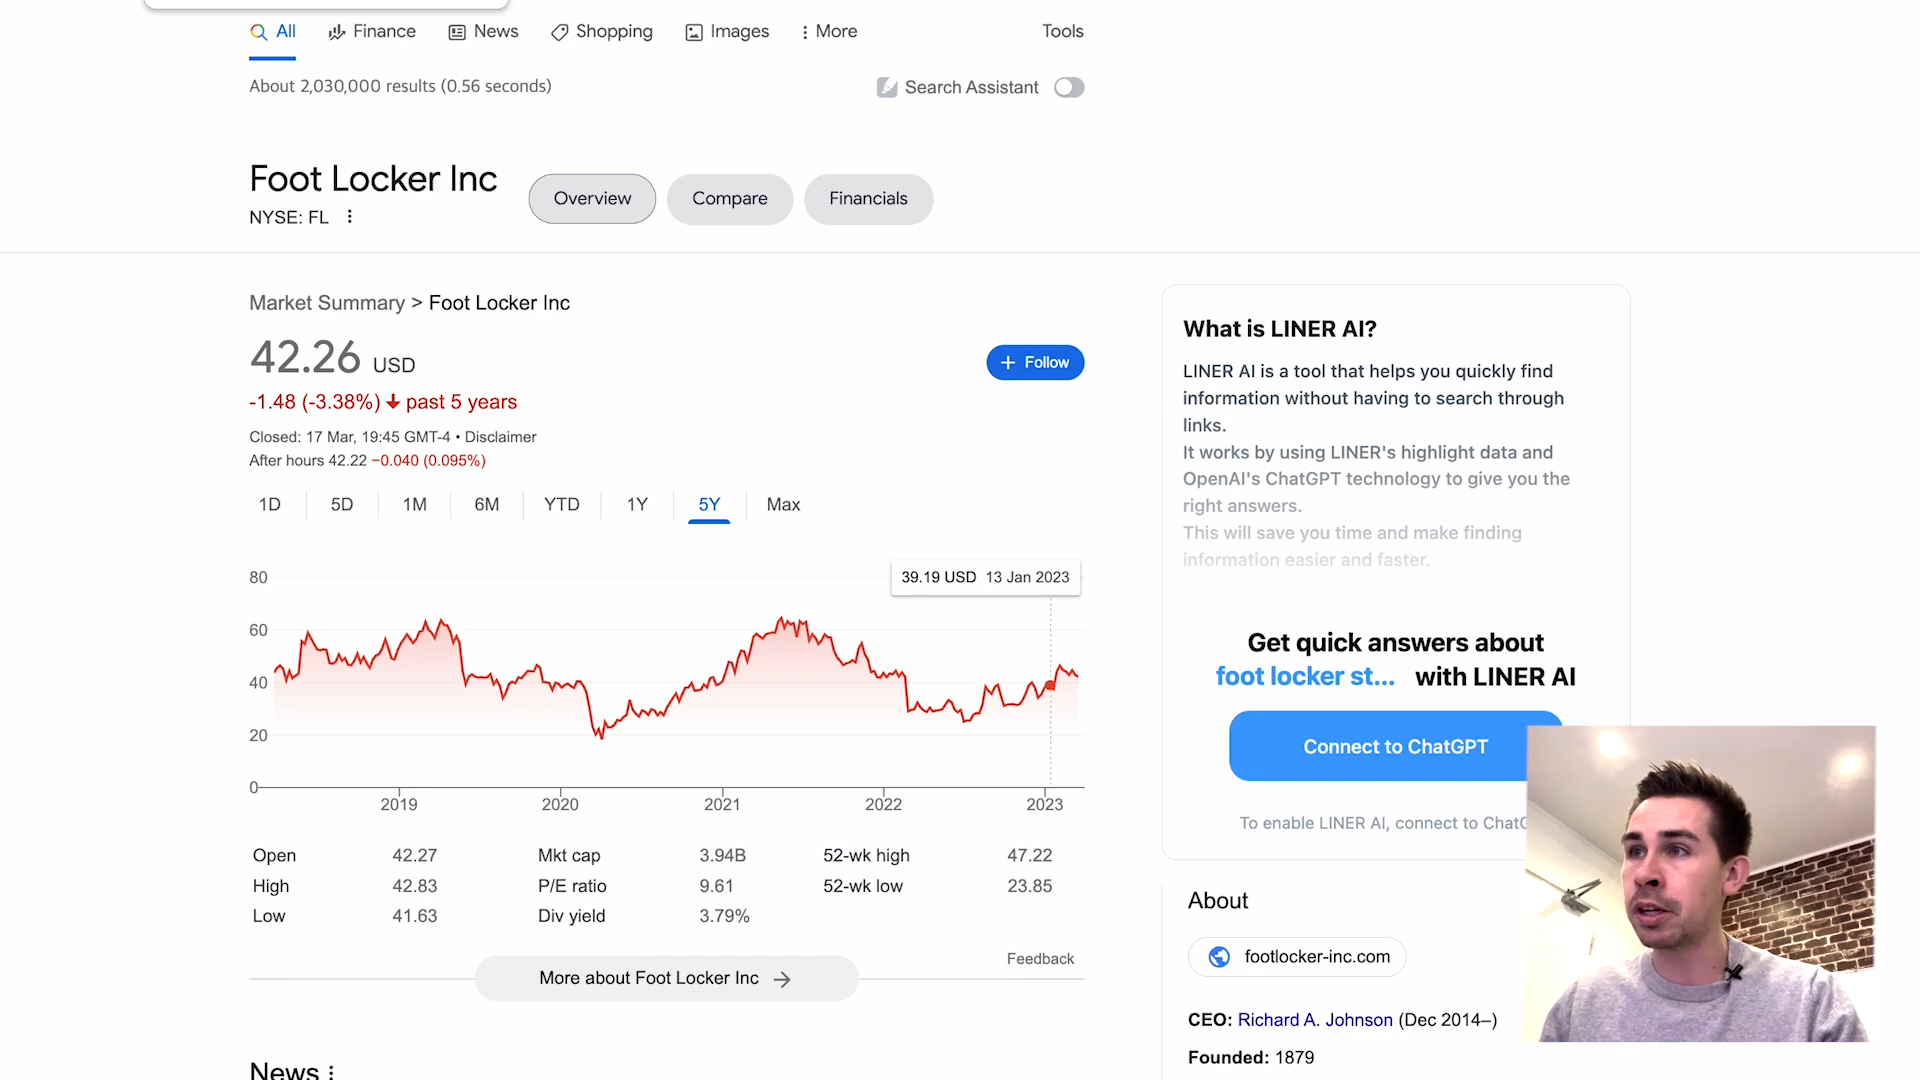 All Finance News Shopping Images More Tools
About 2,030,000 results (0.56 seconds)
Search Assistant
Foot Locker Inc
NYSE: FL
Overview Compare Financials
Market Summary > Foot Locker Inc
42.26 USD
+ Follow
-1.48 (-3.38%) past 5 years
Closed: 17 Mar, 19:45 GMT-4 • Disclaimer
After hours 42.22 −0.040 (0.095%)
1D 5D 1M 6M YTD 1Y 5Y Max
39.19 USD 13 Jan 2023
80
60
40
20
0
2019 2020 2021 2022 2023
Open 42.27 Mkt cap 3.94B 52-wk high 47.22
High 42.83 P/E ratio 9.61 52-wk low 23.85
Low 41.63 Div yield 3.79%
Feedback
More about Foot Locker Inc
News
What is LINER AI?
LINER AI is a tool that helps you quickly find
information without having to search through
links.
It works by using LINER's highlight data and
OpenAI's ChatGPT technology to give you the
right answers.
This will save you time and make finding
information easier and faster.
Get quick answers about
foot locker st... with LINER AI
Connect to ChatGPT
To enable LINER AI, connect to
About
footlocker-inc.com
CEO: Richard A. Johnson (Dec 2014–)
Founded: 1879